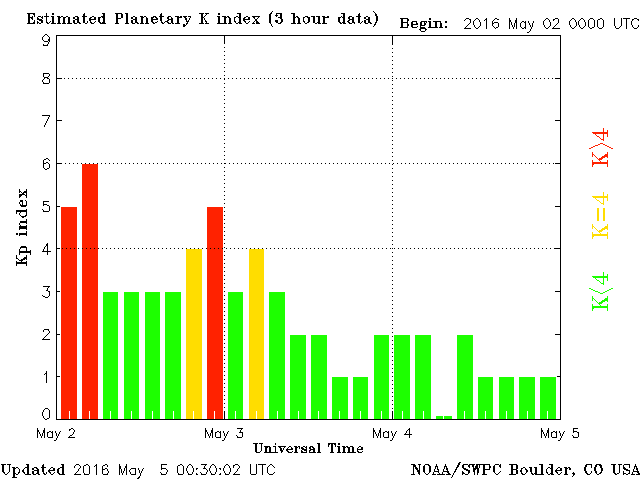 Estimated Planetary K index (3 hour data)
Begin: 2016 May 02 0000 UTC
9
8
7
6
5
4
3
2
1
0
Kp index
K>4
K=4
K<4
May 2
May 3
May 4
May 5
Universal Time
Updated 2016 May 5 00:30:02 UTC
NOAA/SWPC Boulder, CO USA